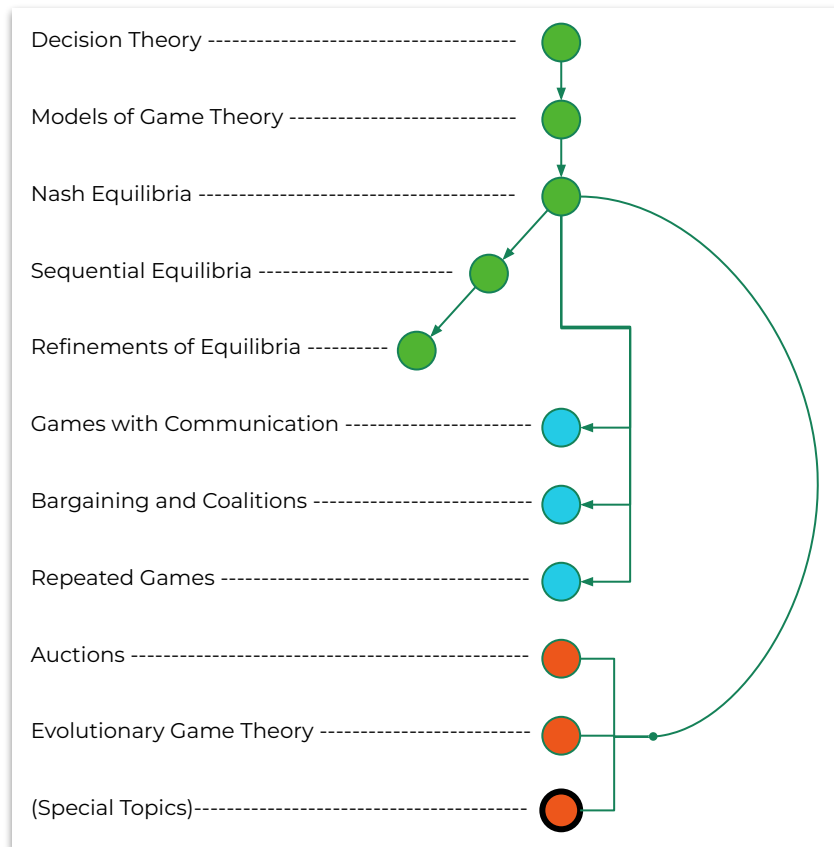 Decision Theory
Models of Game Theory
Nash Equilibria
Sequential Equilibria
Refinements of Equilibria
Games with Communication
Bargaining and Coalitions
Repeated Games
Auctions
Evolutionary Game Theory
(Special Topics)